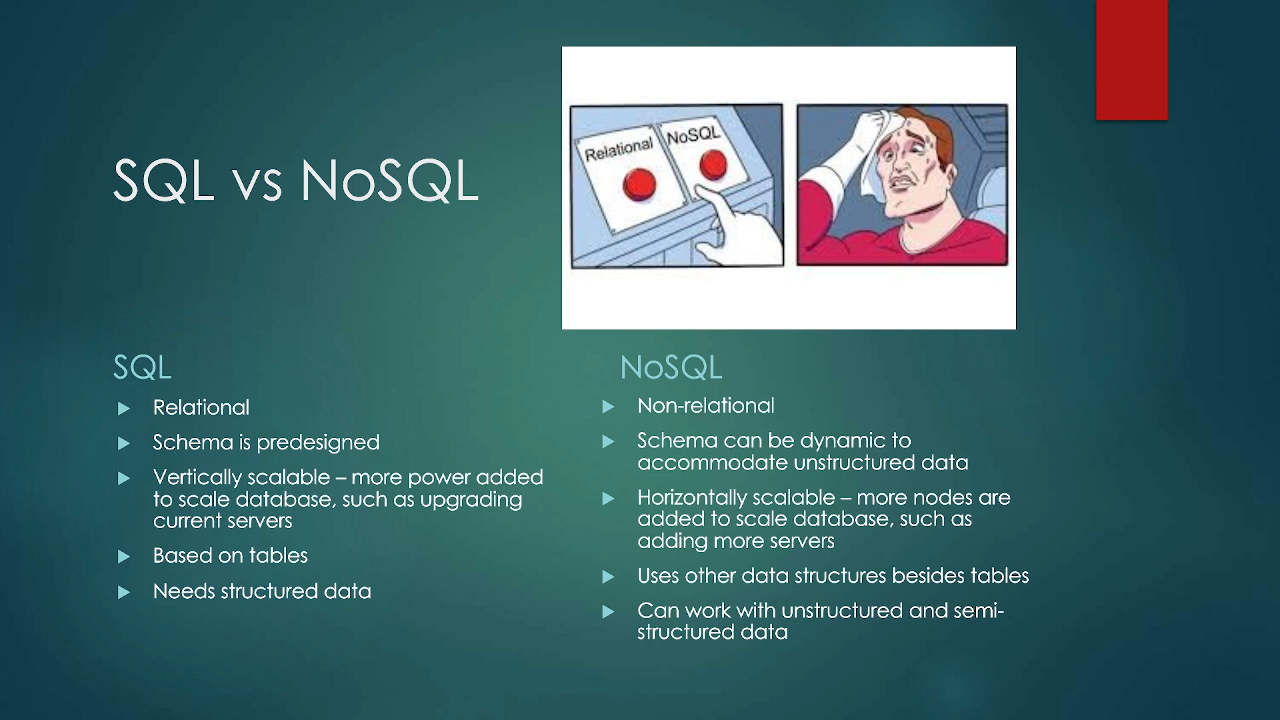 SQL vs NoSQL
Relational
NoSQL
SQL
Relational
Schema is predesigned
Vertically scalable – more power added
to scale database, such as upgrading
current servers
Based on tables
Needs structured data
NoSQL
Non-relational
Schema can be dynamic to
accommodate unstructured data
Horizontally scalable – more nodes are
added to scale database, such as
adding more servers
Uses other data structures besides tables
Can work with unstructured and semi-
structured data